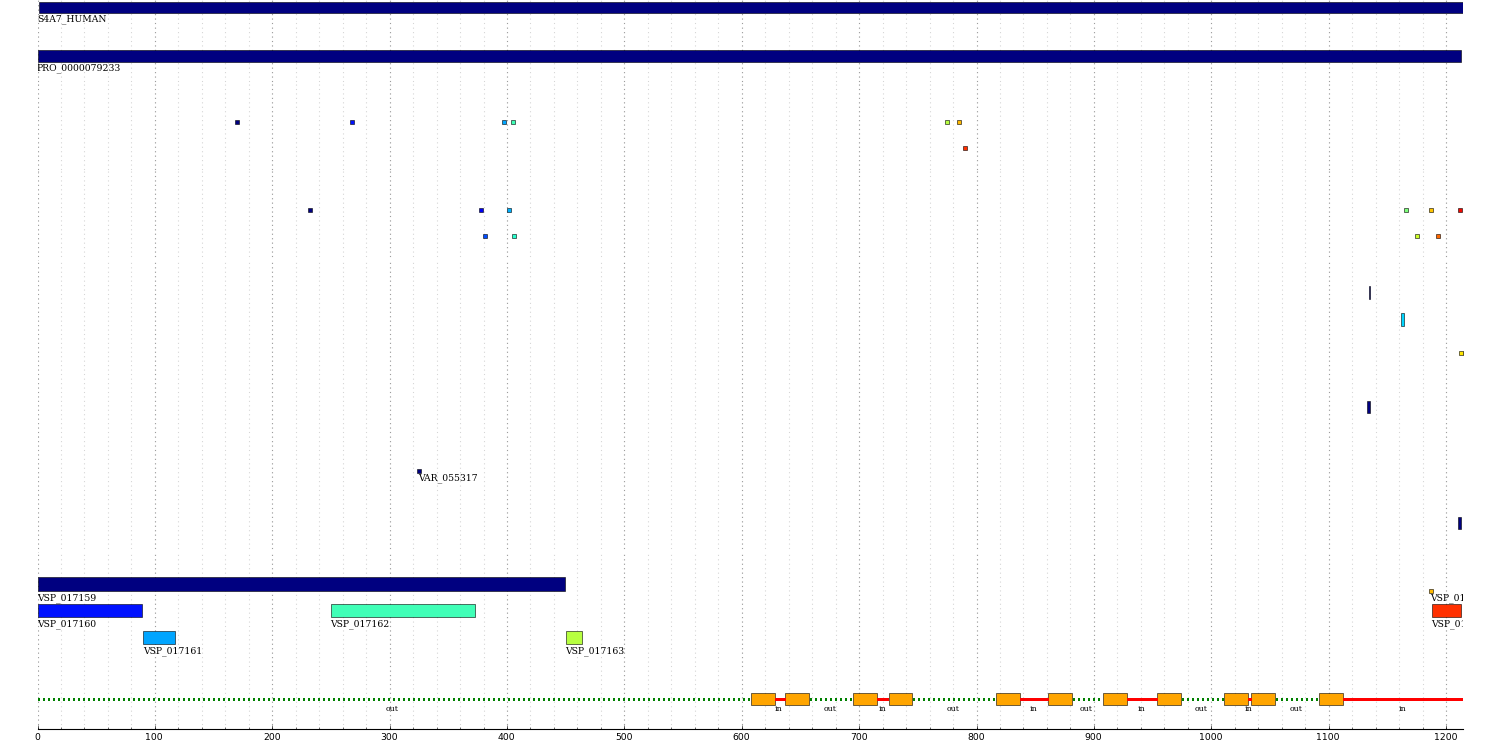 S4A7_HUMAN
PRO_0000079233
VAR_055317
VSP_017159
VSP_01
VSP_017160
VSP_017162
VSP_01
VSP_017161
VSP_017163
out in out in out in out in out in out in
0 100 200 300 400 500 600 700 800 900 1000 1100 1200